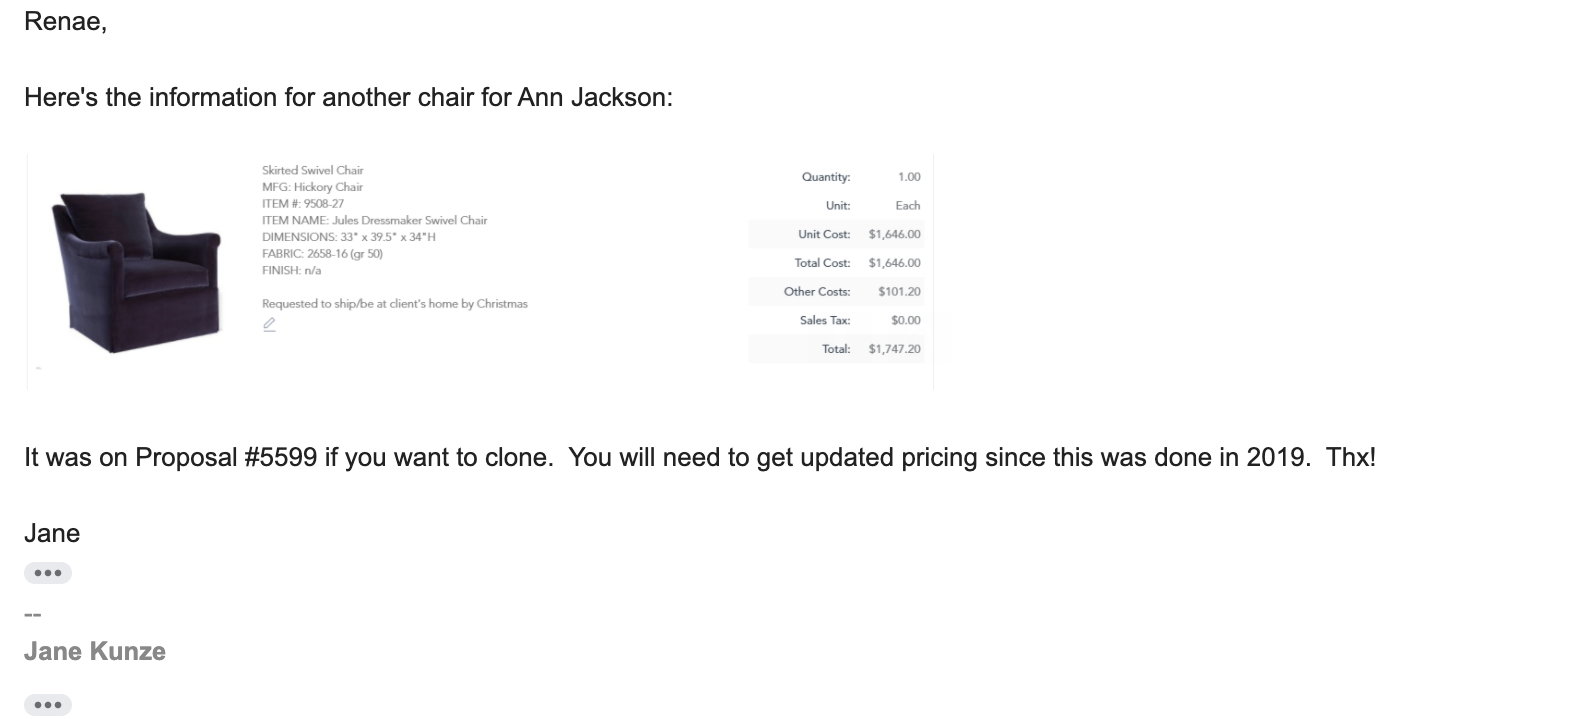 Renae,
Here's the information for another chair for Ann Jackson:
Skirted Swivel Chair
MFG: Hickory Chair
ITEM #: 9508-27
ITEM NAME: Jules Dressmaker Swivel Chair
DIMENSIONS: 33" x 39.5" x 34"H
FABRIC: 2658-16 (gr 50)
FINISH: n/a
Requested to ship/be at client's home by Christmas
Quantity: 1.00
Unit: Each
Unit Cost: $1,646.00
Total Cost: $1,646.00
Other Costs: $101.20
Sales Tax: $0.00
Total: $1,747.20
It was on Proposal #5599 if you want to clone.  You will need to get updated pricing since this was done in 2019.  Thx!
Jane
--
Jane Kunze